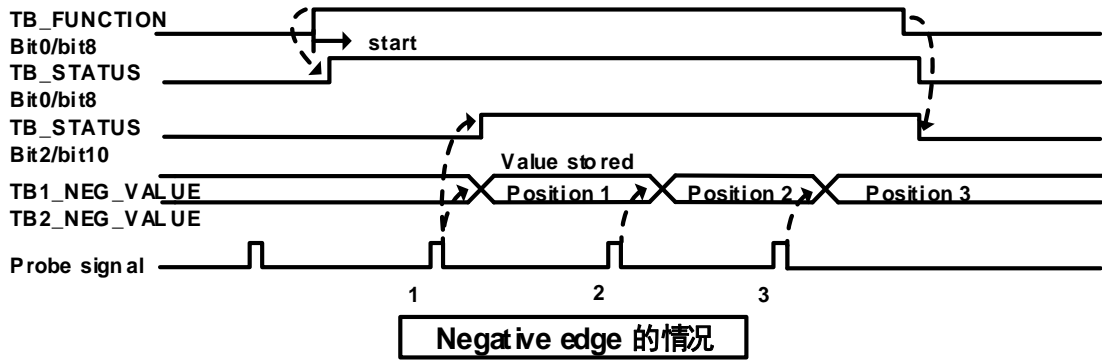 TB_FUNCTION
Bit0/bit8
start
TB_STATUS
Bit0/bit8
TB_STATUS
Bit2/bit10
Value stored
TB1_NEG_VALUE
Position 1
Position 2
Position 3
TB2_NEG_VALUE
Probe signal
1
2
3
Negative edge 的情况